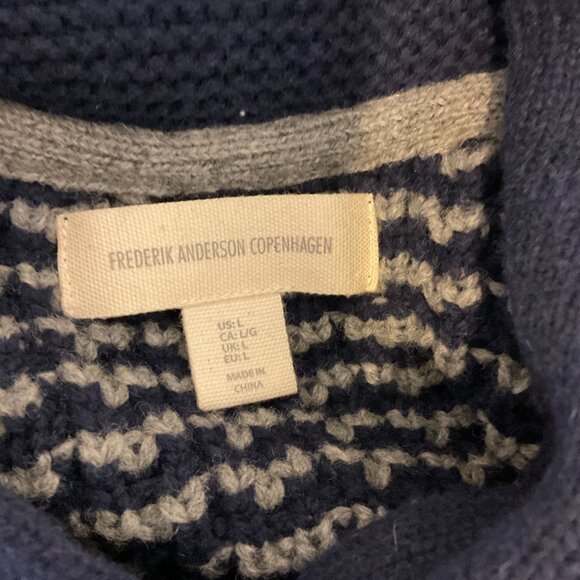 FREDERIK ANDERSON COPENHAGEN
US: L
CA: L/G
UK: L
EU: L
MADE IN
CHINA